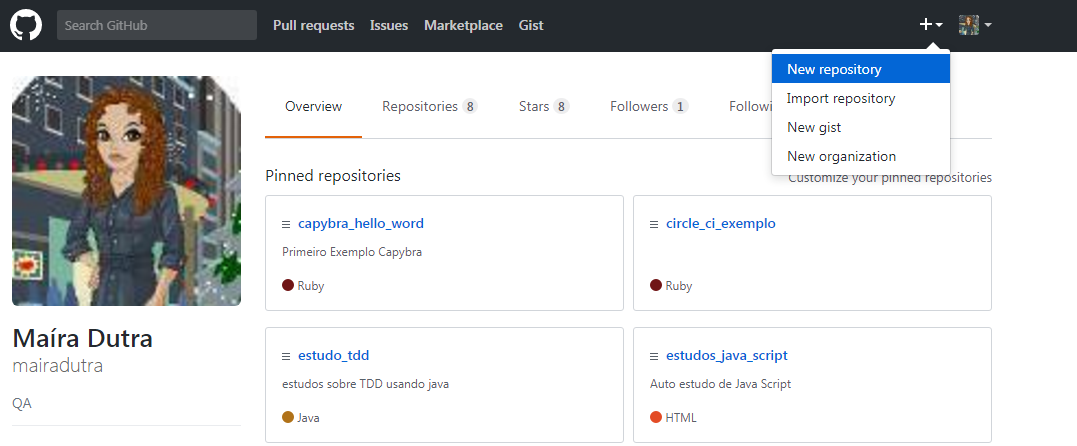 Search GitHub
Pull requests
Issues
Marketplace
Gist
New repository
Import repository
New gist
New organization
Overview
Repositories 8
Stars 8
Followers 1
Pinned repositories
Customize your pinned repositories
capybra_hello_word
Primeiro Exemplo Capybra
Ruby
circle_ci_exemplo
Ruby
estudo_tdd
estudos sobre TDD usando java
Java
estudos_java_script
Auto estudo de Java Script
HTML
Maíra Dutra
mairadutra
QA